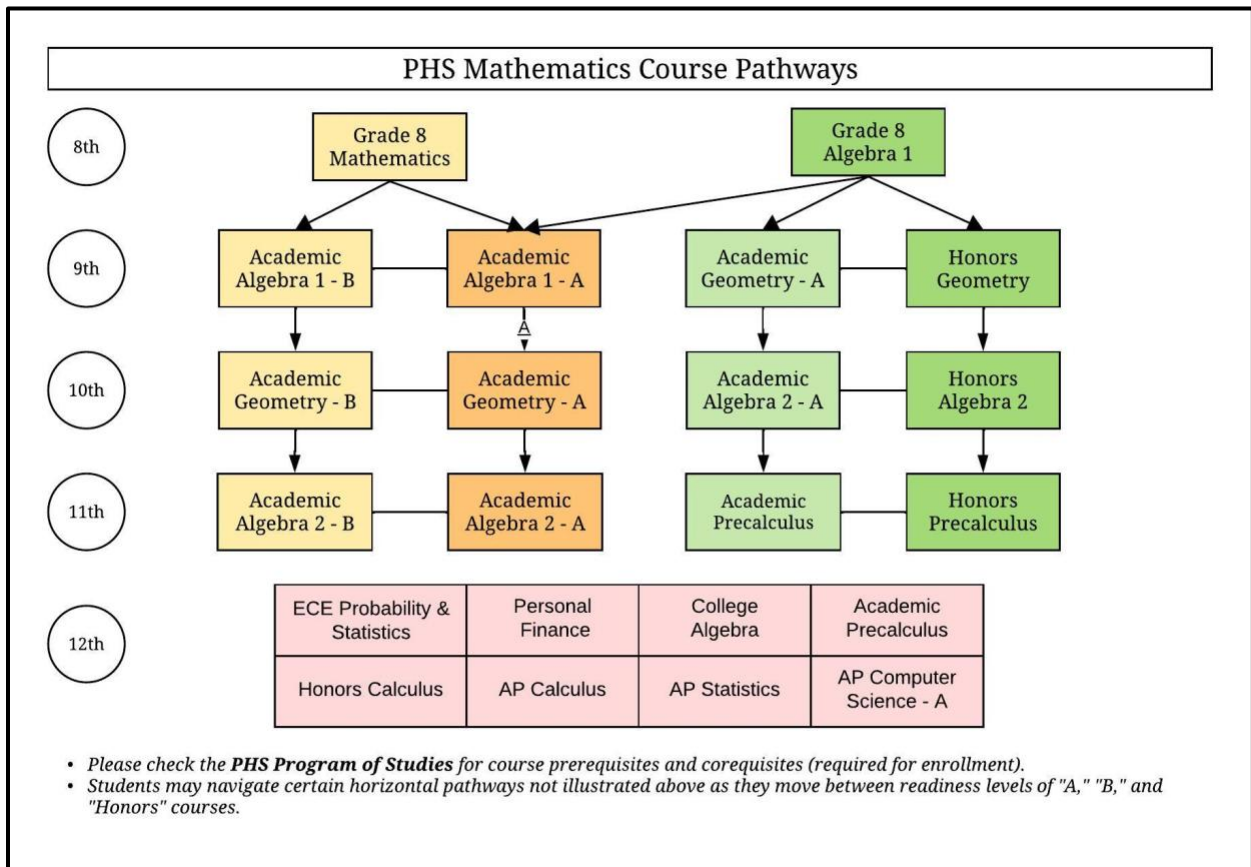 PHS Mathematics Course Pathways
8th
Grade 8
Mathematics
Grade 8
Algebra 1
9th
Academic
Algebra 1 - B
Academic
Algebra 1 - A
Academic
Geometry - A
Honors
Geometry
A
10th
Academic
Geometry - B
Academic
Geometry - A
Academic
Algebra 2 - A
Honors
Algebra 2
11th
Academic
Algebra 2 - B
Academic
Algebra 2 - A
Academic
Precalculus
Honors
Precalculus
12th
ECE Probability &
Statistics
Personal
Finance
College
Algebra
Academic
Precalculus
Honors Calculus
AP Calculus
AP Statistics
AP Computer
Science - A
• Please check the PHS Program of Studies for course prerequisites and corequisites (required for enrollment).
• Students may navigate certain horizontal pathways not illustrated above as they move between readiness levels of "A," "B," and
"Honors" courses.